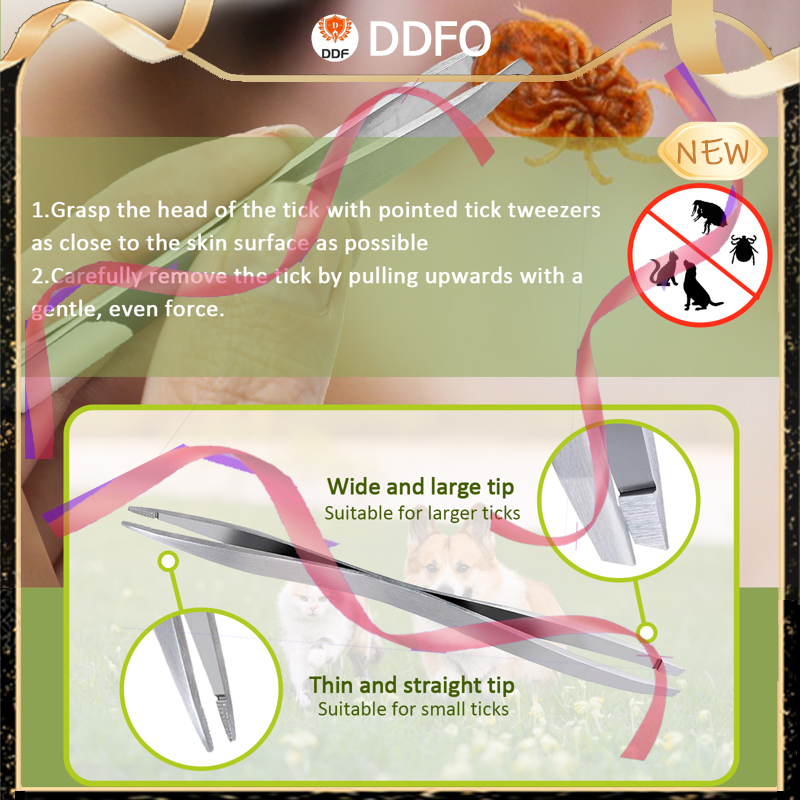 DDF
DDFO
NEW
1.Grasp the head of the tick with pointed tick tweezers
as close to the skin surface as possible
2.Carefully remove the tick by pulling upwards with a
gentle, even force.
Wide and large tip
Suitable for larger ticks
Thin and straight tip
Suitable for small ticks